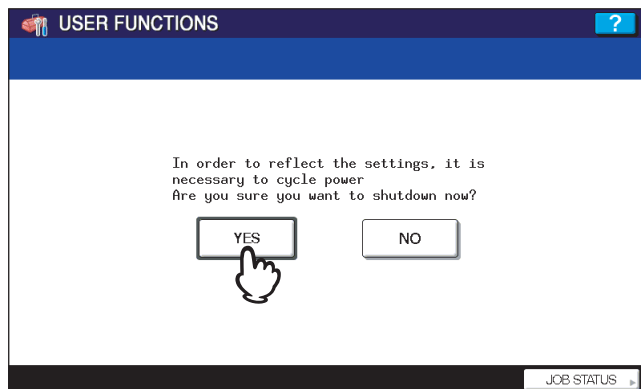 USER FUNCTIONS
?
In order to reflect the settings, it is
necessary to cycle power
Are you sure you want to shutdown now?
YES
NO
JOB STATUS